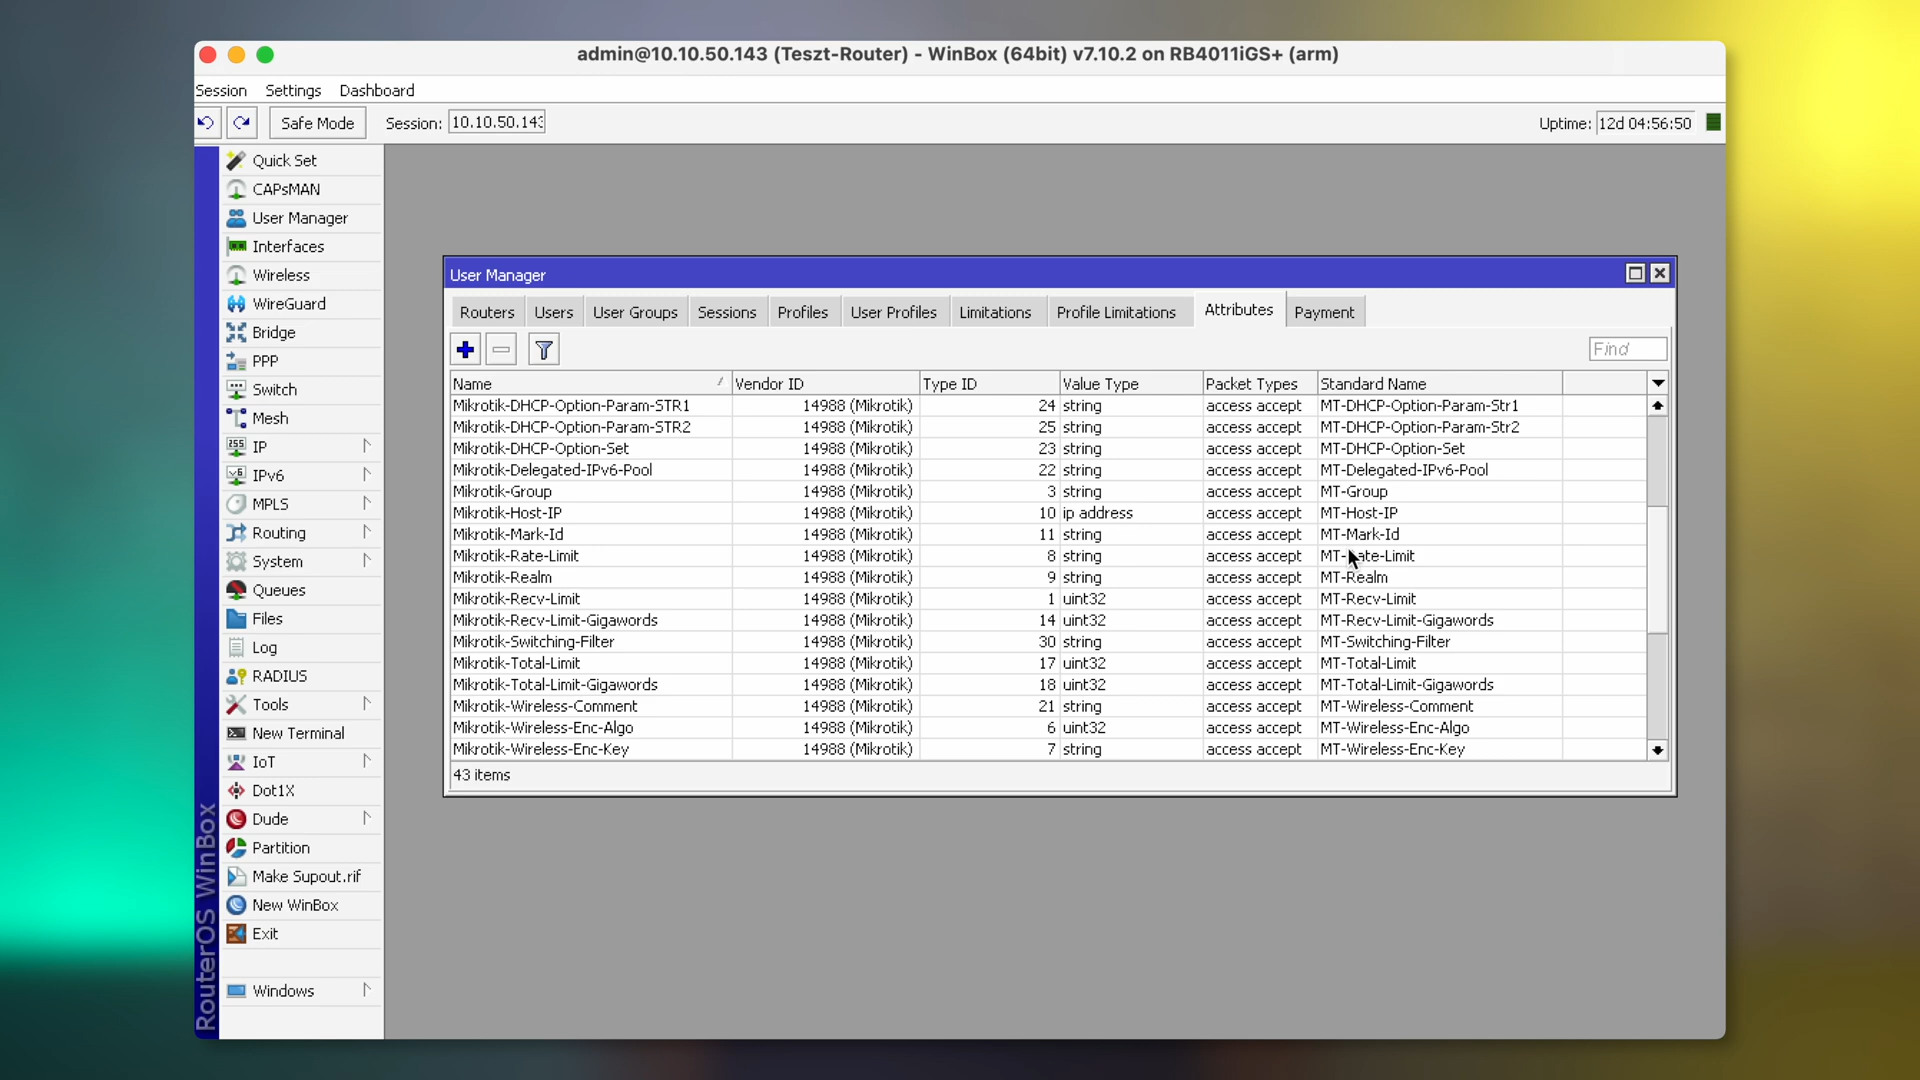 admin@10.10.50.143 (Teszt-Router) - WinBox (64bit) v7.10.2 on RB4011iGS+ (arm)
Session Settings Dashboard
Safe Mode Session: 10.10.50.143 Uptime: 12d 04:56:50
Quick Set
CAPsMAN
User Manager
Interfaces
Wireless
WireGuard
Bridge
PPP
Switch
Mesh
IP
IPv6
MPLS
Routing
System
Queues
Files
Log
RADIUS
Tools
New Terminal
IoT
Dot1X
Dude
Partition
Make Supout.rif
New WinBox
Exit
Windows
RouterOS WinBox
User Manager
Routers Users User Groups Sessions Profiles User Profiles Limitations Profile Limitations Attributes Payment
Find
Name Vendor ID Type ID Value Type Packet Types Standard Name
Mikrotik-DHCP-Option-Param-STR1 14988 (Mikrotik) 24 string access accept MT-DHCP-Option-Param-Str1
Mikrotik-DHCP-Option-Param-STR2 14988 (Mikrotik) 25 string access accept MT-DHCP-Option-Param-Str2
Mikrotik-DHCP-Option-Set 14988 (Mikrotik) 23 string access accept MT-DHCP-Option-Set
Mikrotik-Delegated-IPv6-Pool 14988 (Mikrotik) 22 string access accept MT-Delegated-IPv6-Pool
Mikrotik-Group 14988 (Mikrotik) 3 string access accept MT-Group
Mikrotik-Host-IP 14988 (Mikrotik) 10 ip address access accept MT-Host-IP
Mikrotik-Mark-Id 14988 (Mikrotik) 11 string access accept MT-Mark-Id
Mikrotik-Rate-Limit 14988 (Mikrotik) 8 string access accept MT-Rate-Limit
Mikrotik-Realm 14988 (Mikrotik) 9 string access accept MT-Realm
Mikrotik-Recv-Limit 14988 (Mikrotik) 1 uint32 access accept MT-Recv-Limit
Mikrotik-Recv-Limit-Gigawords 14988 (Mikrotik) 14 uint32 access accept MT-Recv-Limit-Gigawords
Mikrotik-Switching-Filter 14988 (Mikrotik) 30 string access accept MT-Switching-Filter
Mikrotik-Total-Limit 14988 (Mikrotik) 17 uint32 access accept MT-Total-Limit
Mikrotik-Total-Limit-Gigawords 14988 (Mikrotik) 18 uint32 access accept MT-Total-Limit-Gigawords
Mikrotik-Wireless-Comment 14988 (Mikrotik) 21 string access accept MT-Wireless-Comment
Mikrotik-Wireless-Enc-Algo 14988 (Mikrotik) 6 uint32 access accept MT-Wireless-Enc-Algo
Mikrotik-Wireless-Enc-Key 14988 (Mikrotik) 7 string access accept MT-Wireless-Enc-Key
43 items